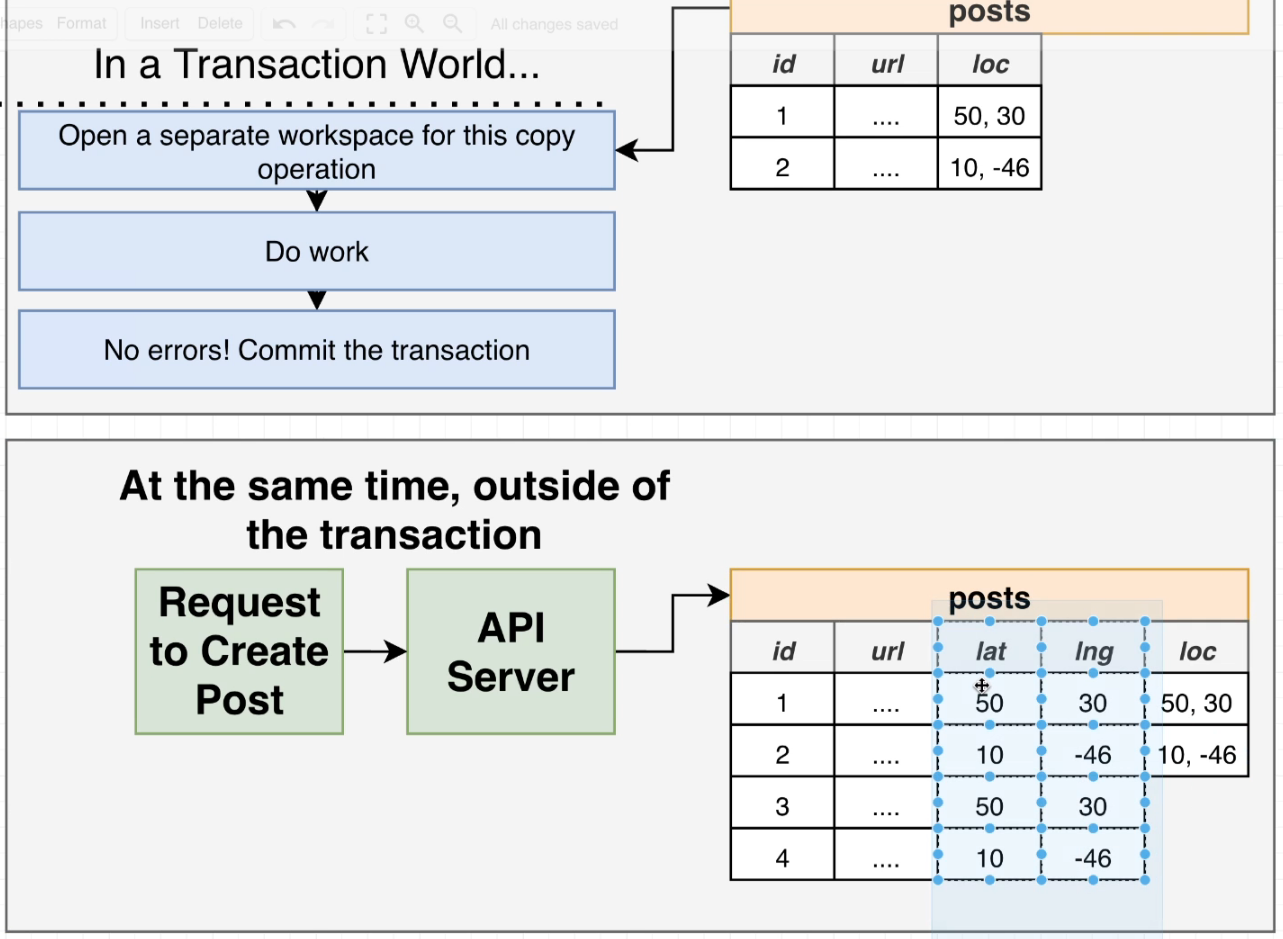 hapes Format Insert Delete All changes saved
In a Transaction World...
Open a separate workspace for this copy
operation
Do work
No errors! Commit the transaction
posts
id url loc
1 .... 50, 30
2 .... 10, -46
At the same time, outside of
the transaction
Request
to Create
Post
API
Server
posts
id url lat lng loc
1 .... 50 30 50, 30
2 .... 10 -46 10, -46
3 .... 50 30
4 .... 10 -46